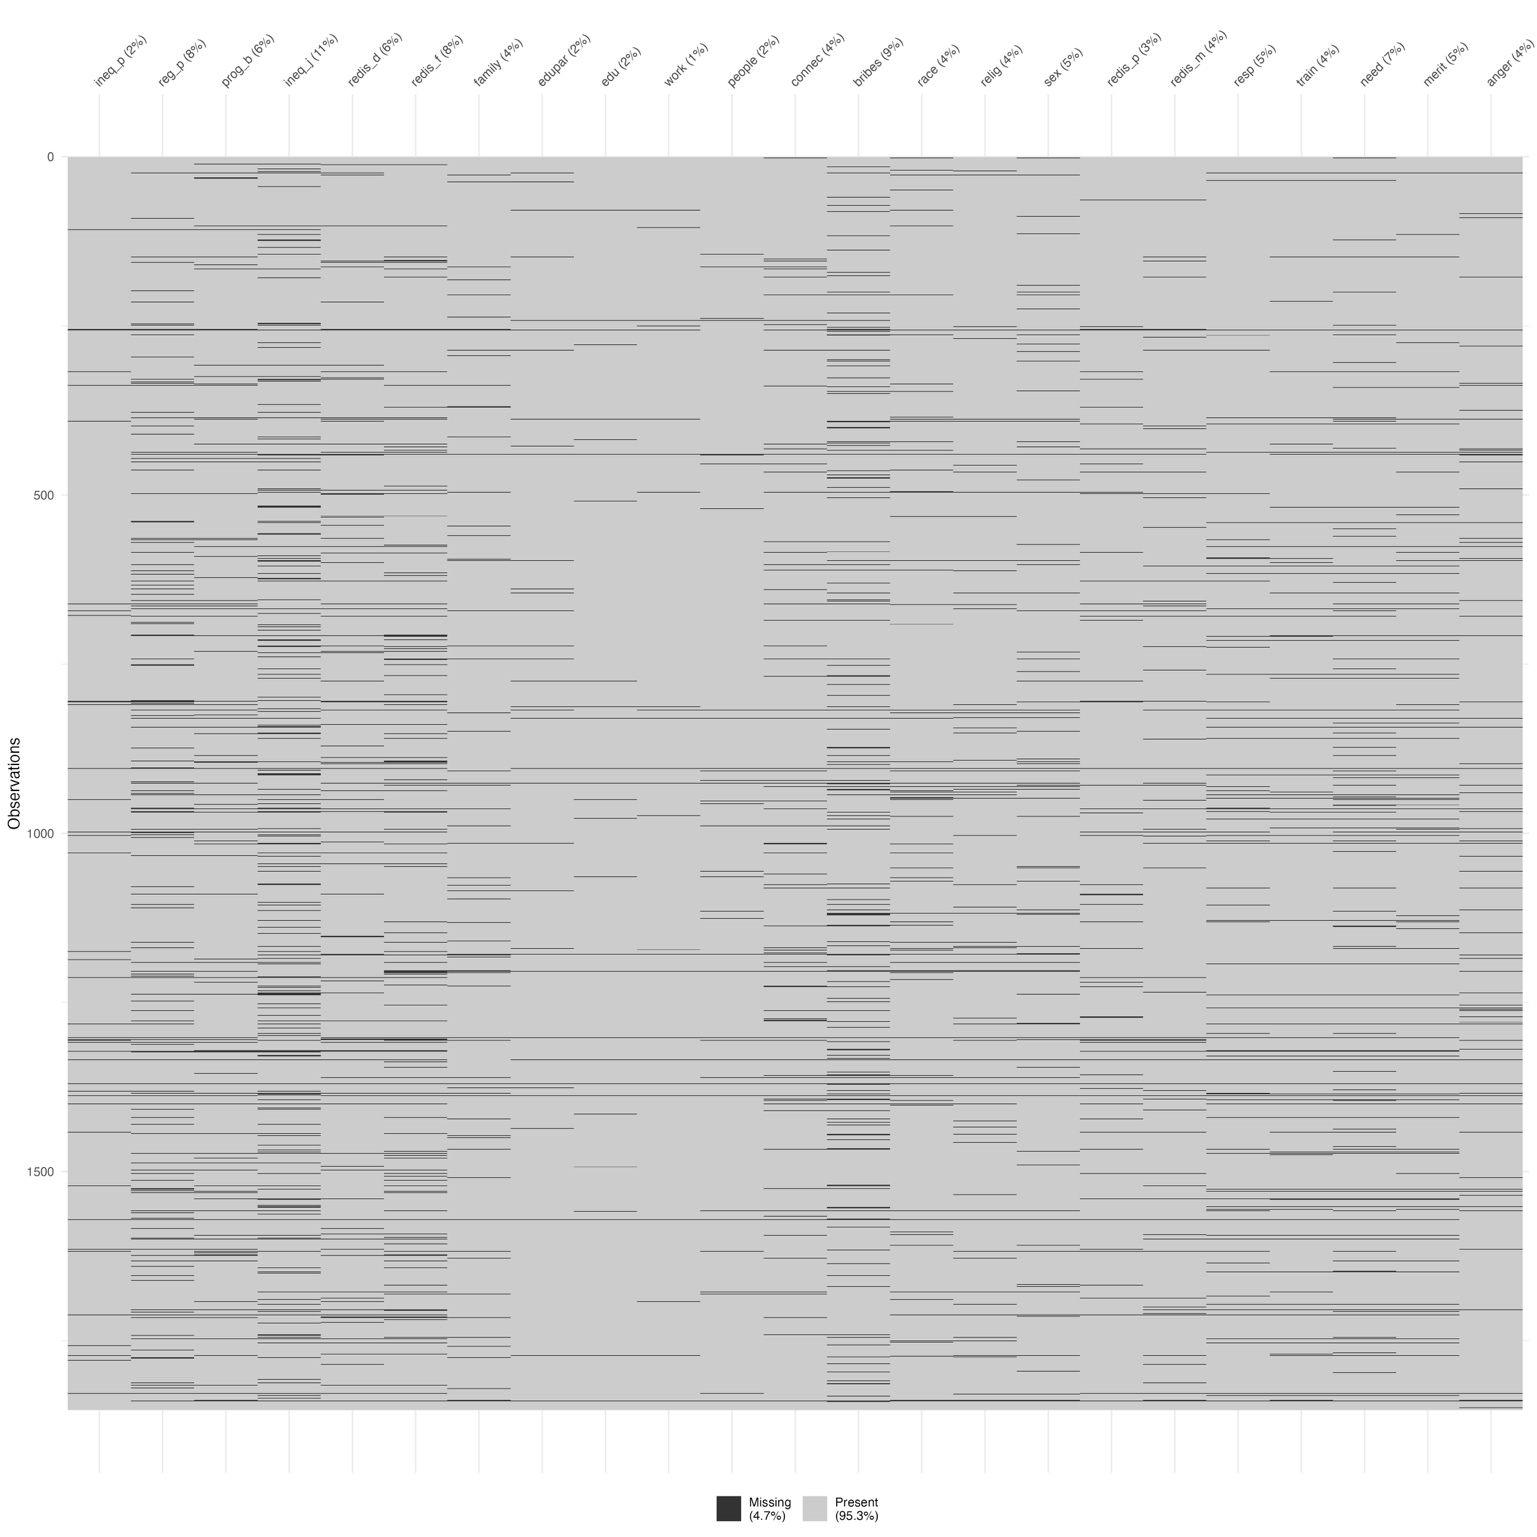 ineq_p (2%)
reg_p (8%)
prog_b (6%)
ineq_j (11%)
redis_d (6%)
redis_t (8%)
family (4%)
edupar (2%)
edu (2%)
work (1%)
people (2%)
connec (4%)
bribes (9%)
race (4%)
relig (4%)
sex (5%)
redis_p (3%)
redis_m (4%)
resp (5%)
train (4%)
need (7%)
merit (5%)
anger (4%)
0
500
1000
1500
Observations
Missing
(4.7%)
Present
(95.3%)